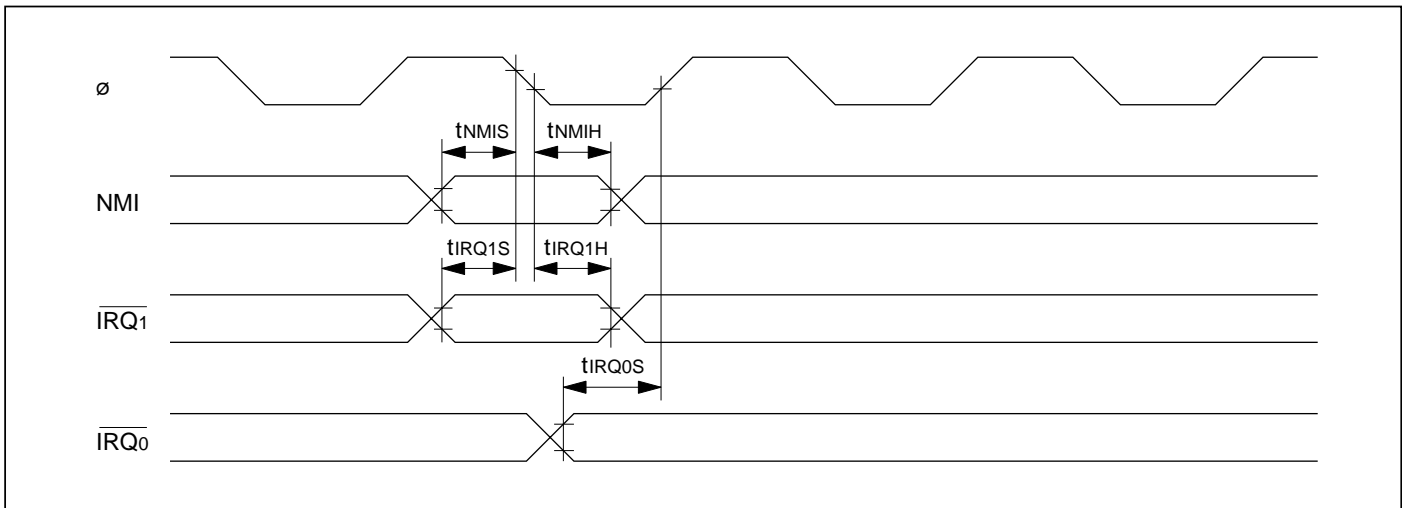 ø
tNMIS tNMIH
NMI
tIRQ1S tIRQ1H
IRQ1
tIRQ0S
IRQ0